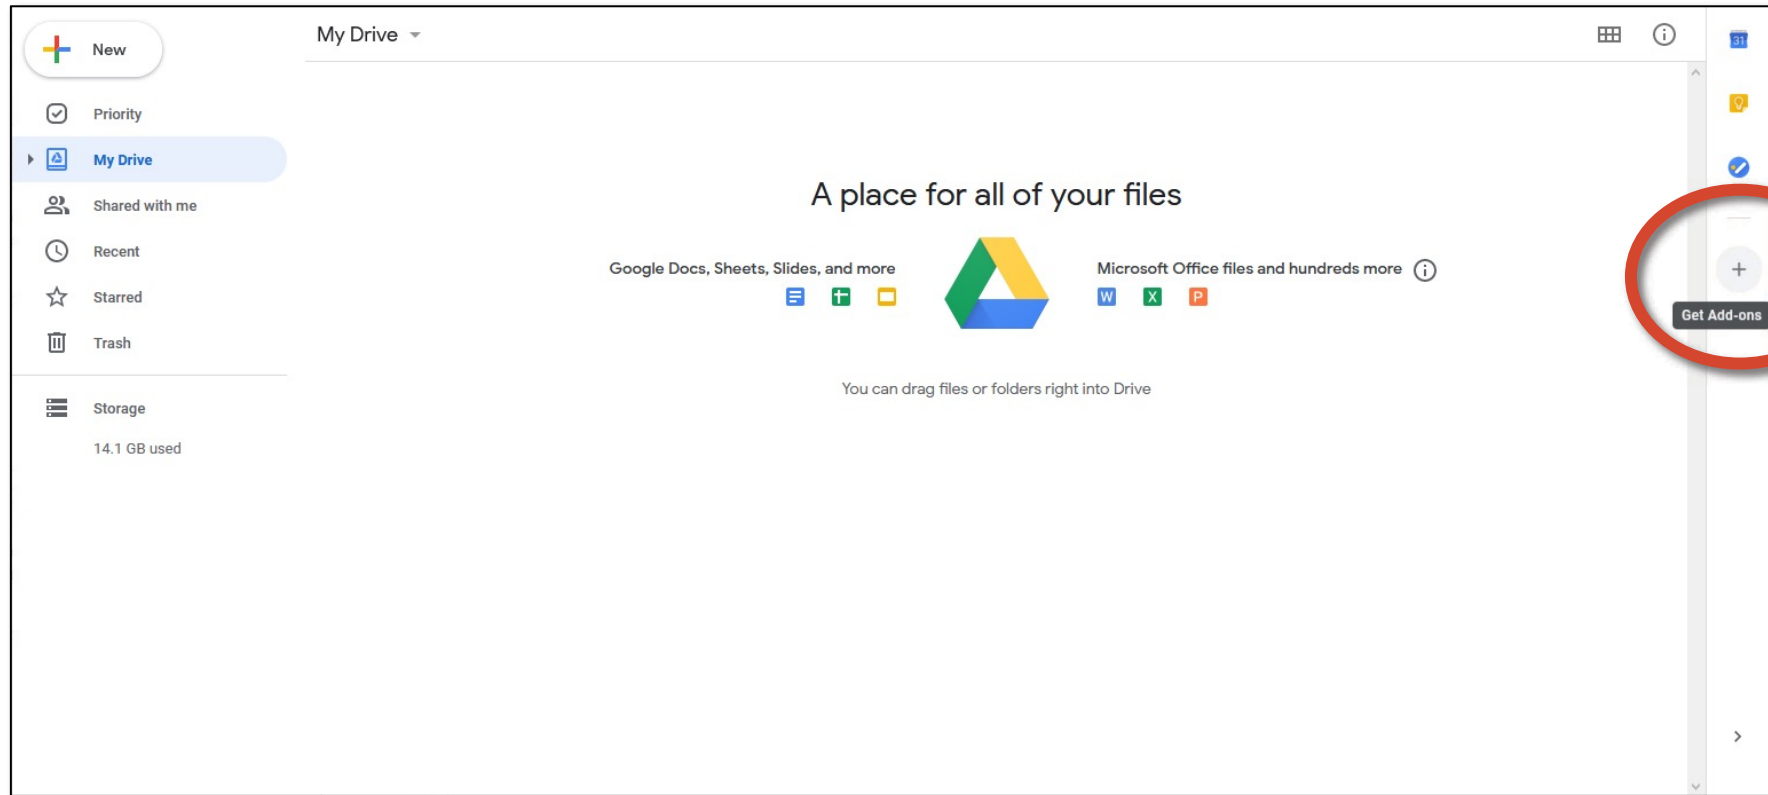 New
Priority
My Drive
Shared with me
Recent
Starred
Trash
Storage
14.1 GB used
My Drive
A place for all of your files
Google Docs, Sheets, Slides, and more
Microsoft Office files and hundreds more
W X P
You can drag files or folders right into Drive
31
Get Add-ons